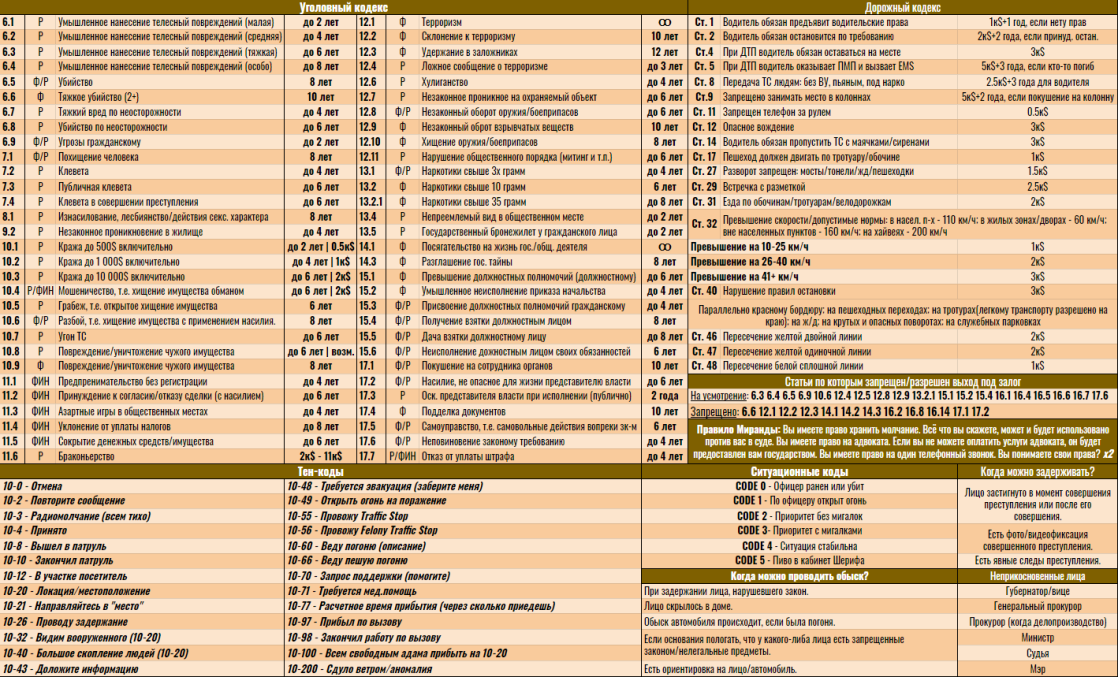 Уголовный кодекс
6.1 Р Умышленное нанесение телесный повреждений (малая) до 2 лет
6.2 Р Умышленное нанесение телесный повреждений (средняя) до 4 лет
6.3 Р Умышленное нанесение телесный повреждений (тяжкая) до 6 лет
6.4 Р Умышленное нанесение телесный повреждений (особо) до 8 лет
6.5 Ф/Р Убийство 8 лет
6.6 Ф Тяжкое убийство (2+) 10 лет
6.7 Р Тяжкий вред по неосторожности до 4 лет
6.8 Р Убийство по неосторожности до 6 лет
6.9 Ф/Р Угрозы гражданскому до 2 лет
7.1 Ф/Р Похищение человека 8 лет
7.2 Р Клевета до 4 лет
7.3 Р Публичная клевета до 6 лет
7.4 Р Клевета в совершении преступления до 6 лет
8.1 Р Изнасилование, лесбиянство/действия секс. характера 8 лет
9.2 Р Незаконное проникновение в жилище до 4 лет
10.1 Р Кража до 500$ включительно до 2 лет | 0.5к$
10.2 Р Кража до 1 000$ включительно до 4 лет | 1к$
10.3 Р Кража до 10 000$ включительно до 6 лет | 2к$
10.4 Р/ФИН Мошеничество, т.е. хищение имущества обманом до 6 лет | 2к$
10.5 Р Грабеж, т.е. открытое хищение имущества 6 лет
10.6 Ф/Р Разбой, т.е. хищение имущества с применением насилия. 8 лет
10.7 Р Угон ТС до 4 лет
10.8 Р Повреждение/уничтожение чужого имущества до 6 лет | возм.
10.9 Ф Повреждение/уничтожение чужого имущества 8 лет
11.1 ФИН Предпринимательство без регистрации до 4 лет
11.2 ФИН Принуждение к согласию/отказу сделки (с насилием) до 6 лет
11.3 ФИН Азартные игры в общественных местах до 4 лет
11.4 ФИН Уклонение от уплаты налогов до 8 лет
11.5 ФИН Сокрытие денежных средств/имущества до 6 лет
11.6 Р Браконьерство 2к$ - 11к$
12.1 Ф Терроризм ∞
12.2 Ф Склонение к терроризму 10 лет
12.3 Ф Удержание в заложниках 12 лет
12.4 Р Ложное сообщение о терроризме до 3 лет
12.6 Р Хулиганство до 4 лет
12.7 Р Незаконное проникное на охраняемый объект до 6 лет
12.8 Ф/Р Незаконный оборот оружия/боеприпасов до 6 лет
12.9 Ф Незаконный оборот взрывчатых веществ 10 лет
12.10 Ф Хищение оружия/боеприпасов 8 лет
12.11 Р Нарушение общественного порядка (митинг и т.п.) до 6 лет
13.1 Ф/Р Наркотики свыше 3х грамм до 4 лет
13.2 Ф Наркотики свыше 10 грамм 6 лет
13.2.1 Ф Наркотики свыше 35 грамм до 8 лет
13.4 Р Непреемлемый вид в общественном месте до 2 лет
13.5 Р Государственный бронежилет у гражданского лица до 2 лет
14.1 Ф Посягательство на жизнь гос./общ. деятеля ∞
14.3 Ф Разглашение гос. тайны 8 лет
15.1 Ф Превышение должностных полномочий (должностному) до 6 лет
15.2 Ф Умышленное неисполнение приказа начальства до 4 лет
15.3 Ф/Р Присвоение должностных полномочий гражданскому до 4 лет
15.4 Ф/Р Получение взятки должностным лицом 8 лет
15.5 Ф/Р Дача взятки должностному лицу до 8 лет
15.6 Ф/Р Неисполнение дожностным лицом своих обязанностей 6 лет
17.1 Ф/Р Покушение на сотрудника органов 10 лет
17.2 Ф/Р Насилие, не опасное для жизни представителю власти до 6 лет
17.3 Р Оск. представителя власти при исполнении (публично) 2 года
17.4 Ф Подделка документов 10 лет
17.5 Ф/Р Самоуправство, т.е. самовольные действия вопреки эк-м 6 лет
17.6 Ф/Р Неповиновение законному требованию до 4 лет
17.7 Р/ФИН Отказ от уплаты штрафа до 4 лет
Дорожный кодекс
Ст. 1 Водитель обязан предъявит водительские права 1к$+1 год, если нету прав
Ст. 2 Водитель обязан остановится по требованию 2к$+2 года, если принуд. остан.
Ст.4 При ДТП водитель обязан оставаться на месте 3к$
Ст. 5 При ДТП водитель оказывает ПМП и вызвает EMS 5к$+3 года, если кто-то погиб
Ст. 8 Передача ТС людям: без ВУ, пьяным, под нарко 2.5к$+3 года для водителя
Ст.9 Запрещено занимать место в колоннах 5к$+2 года, если покушение на колонну
Ст. 11 Запрещен телефон за рулем 0.5к$
Ст. 12 Опасное вождение 3к$
Ст. 14 Водитель обязан пропустить ТС с маячками/сиренами 3к$
Ст. 17 Пешеход должен двигать по тротуару/обочине 1к$
Ст. 27 Разворот запрещен: мосты/тонели/жд/пешеходки 1.5к$
Ст. 29 Встречка с разметкой 2.5к$
Ст. 31 Езда по обочинам/тротуарам/велодорожкам 2к$
Ст. 32 Превышение скорости/допустимые нормы: в насел. п-х - 110 км/ч: в жилых зонах/дворах - 60 км/ч:
вне населенных пунктов - 160 км/ч: на хайвеях - 200 км/ч
Превышение на 10-25 км/ч 1к$
Превышение на 26-40 км/ч 2к$
Превышение на 41+ км/ч 3к$
Ст. 40 Нарушение правил остановки 3к$
Параллельно красному бордюру: на пешеходных переходах: на тротурах(легкому транспорту разрешено на
краю): на ж/д: на крутых и опасных поворотах: на служебных парковках
Ст. 46 Пересечение желтой двойной линии 2к$
Ст. 47 Пересечение желтой одиночной линии 2к$
Ст. 48 Пересечение белой сплошной линии 1к$
Статьи по которым запрещен/разрешен выход под залог
На усмотрение: 6.3 6.4 6.5 6.9 10.6 12.4 12.5 12.8 12.9 13.2.1 15.1 15.2 15.4 16.1 16.4 16.5 16.6 16.7 17.6
Запрещено: 6.6 12.1 12.2 12.3 14.1 14.2 14.3 16.2 16.8 16.14 17.1 17.2
Правило Миранды: Вы имеете право хранить молчание. Всё что вы скажете, может и будет использовано
против вас в суде. Вы имеете право на адвоката. Если вы не можете оплатить услуги адвоката, он будет
предоставлен вам государством. Вы имеете право на один телефонный звонок. Вы понимаете свои права? x2
Тен-коды
10-0 - Отмена
10-2 - Повторите сообщение
10-3 - Радиомолчание (всем тихо)
10-4 - Принято
10-8 - Вышел в патруль
10-10 - Закончил патруль
10-12 - В участке посетитель
10-20 - Локация/местоположение
10-21 - Направляйтесь в "место"
10-26 - Проводу задержание
10-32 - Видим вооруженного (10-20)
10-40 - Большое скопление людей (10-20)
10-43 - Доложите информацию
10-48 - Требуется эвакуация (заберите меня)
10-49 - Открыть огонь на поражение
10-55 - Провожу Traffic Stop
10-56 - Провожу Felony Traffic Stop
10-60 - Веду погоню (описание)
10-66 - Веду пешую погоню
10-70 - Запрос поддержки (помогите)
10-71 - Требуется мед.помощь
10-77 - Расчетное время прибытия (через сколько приедешь)
10-97 - Прибыл по вызову
10-98 - Закончил работу по вызову
10-100 - Всем свободным адама прибыть на 10-20
10-200 - Сдуло ветром/аномалия
Ситуационые коды
CODE 0 - Офицер ранен или убит
CODE 1 - По офицеру открыт огонь
CODE 2 - Приоритет без мигалок
CODE 3- Приоритет с мигалками
CODE 4 - Ситуация стабильна
CODE 5 - Пиво в кабинет Шерифа
Когда можно проводить обыск?
При задержании лица, нарушевшего закон.
Лицо скрылось в доме.
Обыск автомобиля происходит, если была погоня.
Если основания пологать, что у какого-либа лица есть запрещенные
законом/нелегальные предметы.
Есть ориентировка на лицо/автомобиль.
Когда можно задерживать?
Лицо застигнуто в момент совершения
преступления или после его
совершения.
Есть фото/видеофиксация
совершенного преступления.
Есть явные следы преступления.
Неприкосновенные лица
Губернатор/вице
Генеральный прокурор
Прокурор (когда делопроизводство)
Министр
Судья
Мэр